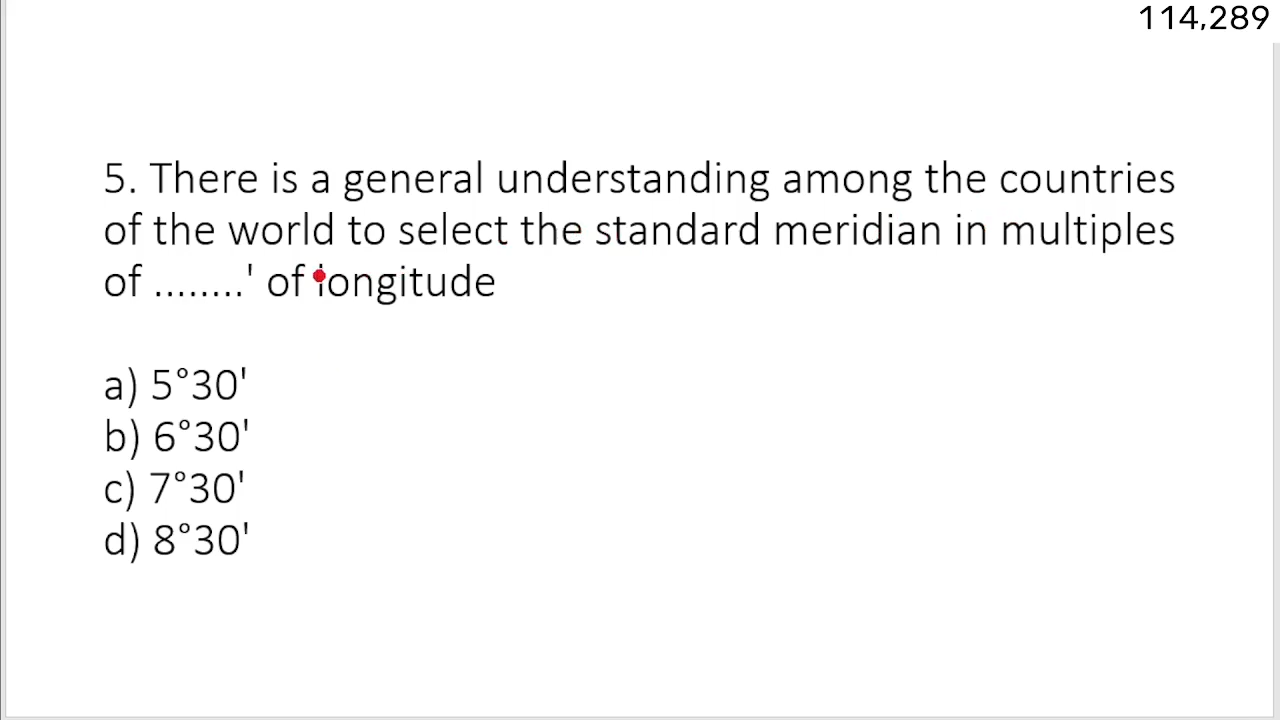 114,289
5. There is a general understanding among the countries
of the world to select the standard meridian in multiples
of ........' of longitude
a) 5°30'
b) 6°30'
c) 7°30'
d) 8°30'